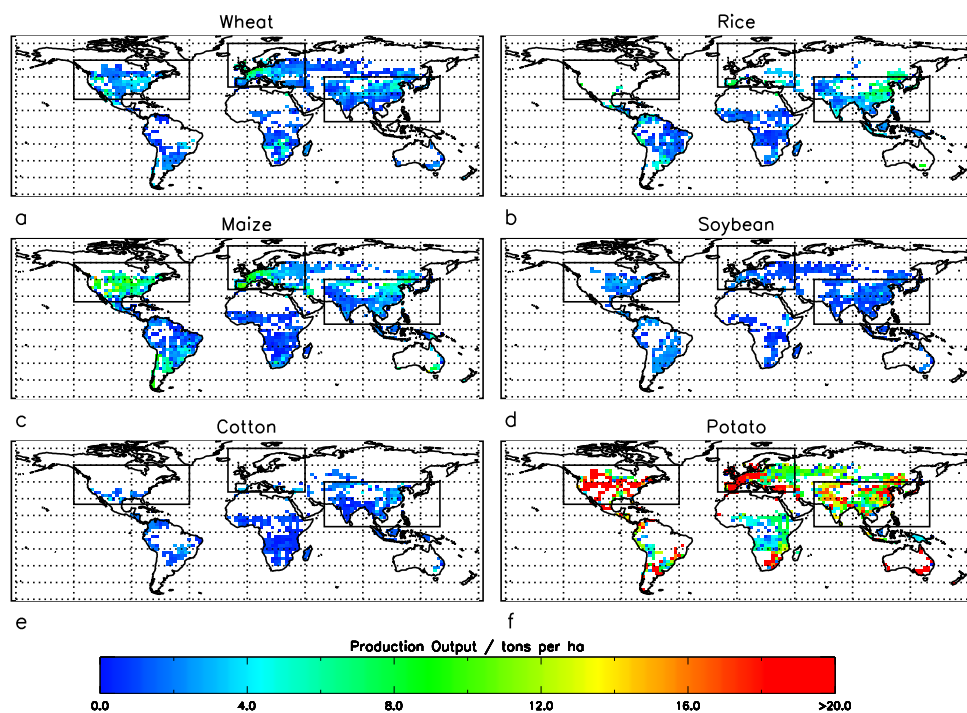 Wheat
Rice
a
b
Maize
Soybean
c
d
Cotton
Potato
e
f
Production Output / tons per ha
0.0 4.0 8.0 12.0 16.0 >20.0